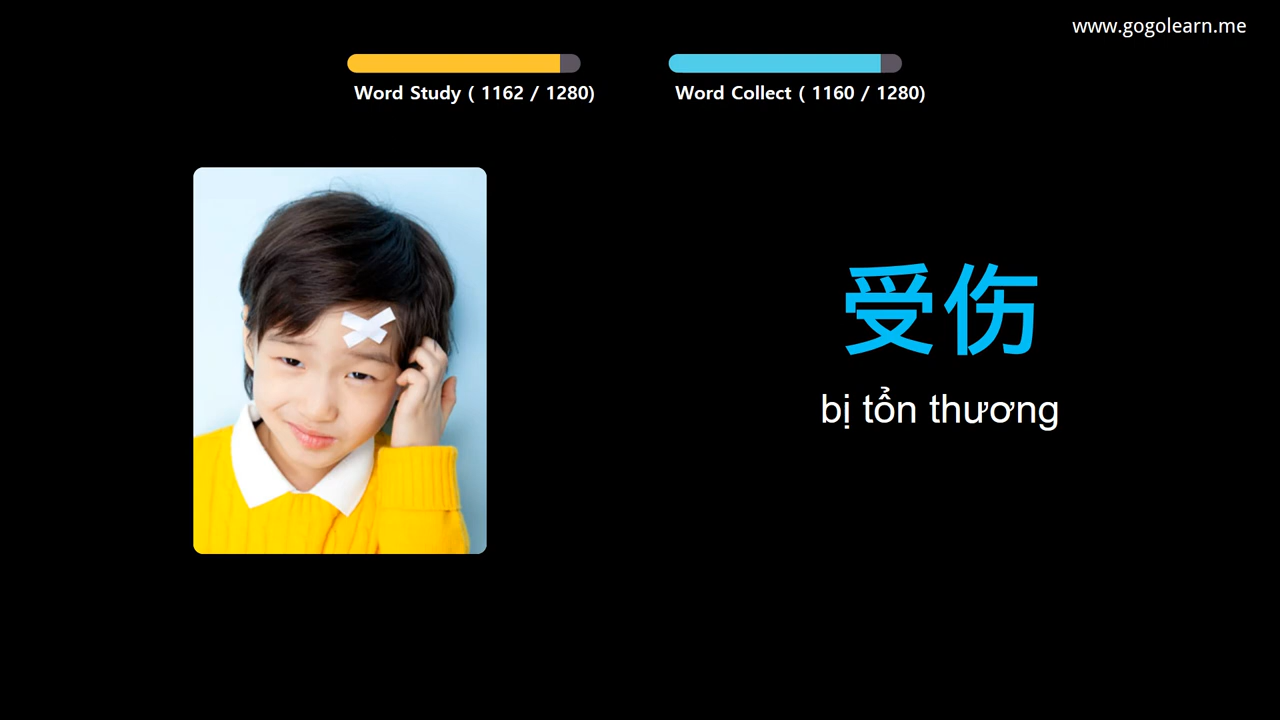 www.gogolearn.me
Word Study ( 1162 / 1280)
Word Collect ( 1160 / 1280)
受伤
bị tổn thương